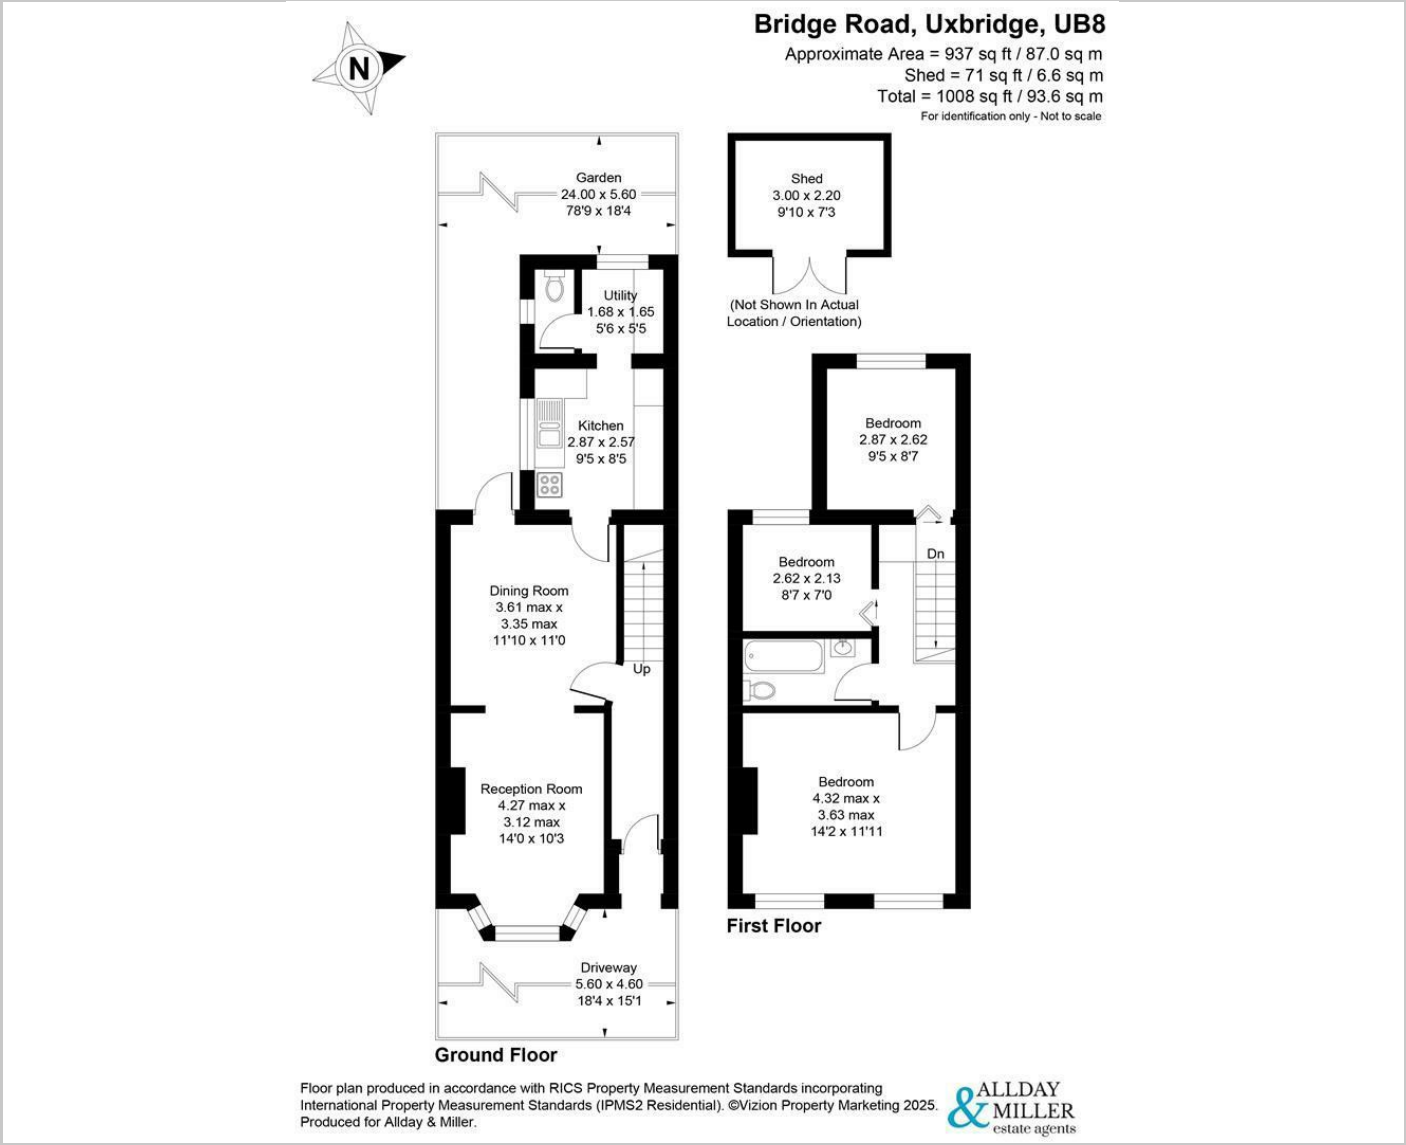 Bridge Road, Uxbridge, UB8
Approximate Area = 937 sq ft / 87.0 sq m
Shed = 71 sq ft / 6.6 sq m
Total = 1008 sq ft / 93.6 sq m
For identification only - Not to scale
N
Garden
24.00 x 5.60
78'9 x 18'4
Shed
3.00 x 2.20
9'10 x 7'3
(Not Shown In Actual
Location / Orientation)
Utility
1.68 x 1.65
5'6 x 5'5
Kitchen
2.87 x 2.57
9'5 x 8'5
Dining Room
3.61 max x
3.35 max
11'10 x 11'0
Up
Reception Room
4.27 max x
3.12 max
14'0 x 10'3
Driveway
5.60 x 4.60
18'4 x 15'1
Ground Floor
Bedroom
2.87 x 2.62
9'5 x 8'7
Dn
Bedroom
2.62 x 2.13
8'7 x 7'0
Bedroom
4.32 max x
3.63 max
14'2 x 11'11
First Floor
Floor plan produced in accordance with RICS Property Measurement Standards incorporating
International Property Measurement Standards (IPMS2 Residential). ©Vizion Property Marketing 2025.
Produced for Allday & Miller.
ALLDAY
& MILLER
estate agents